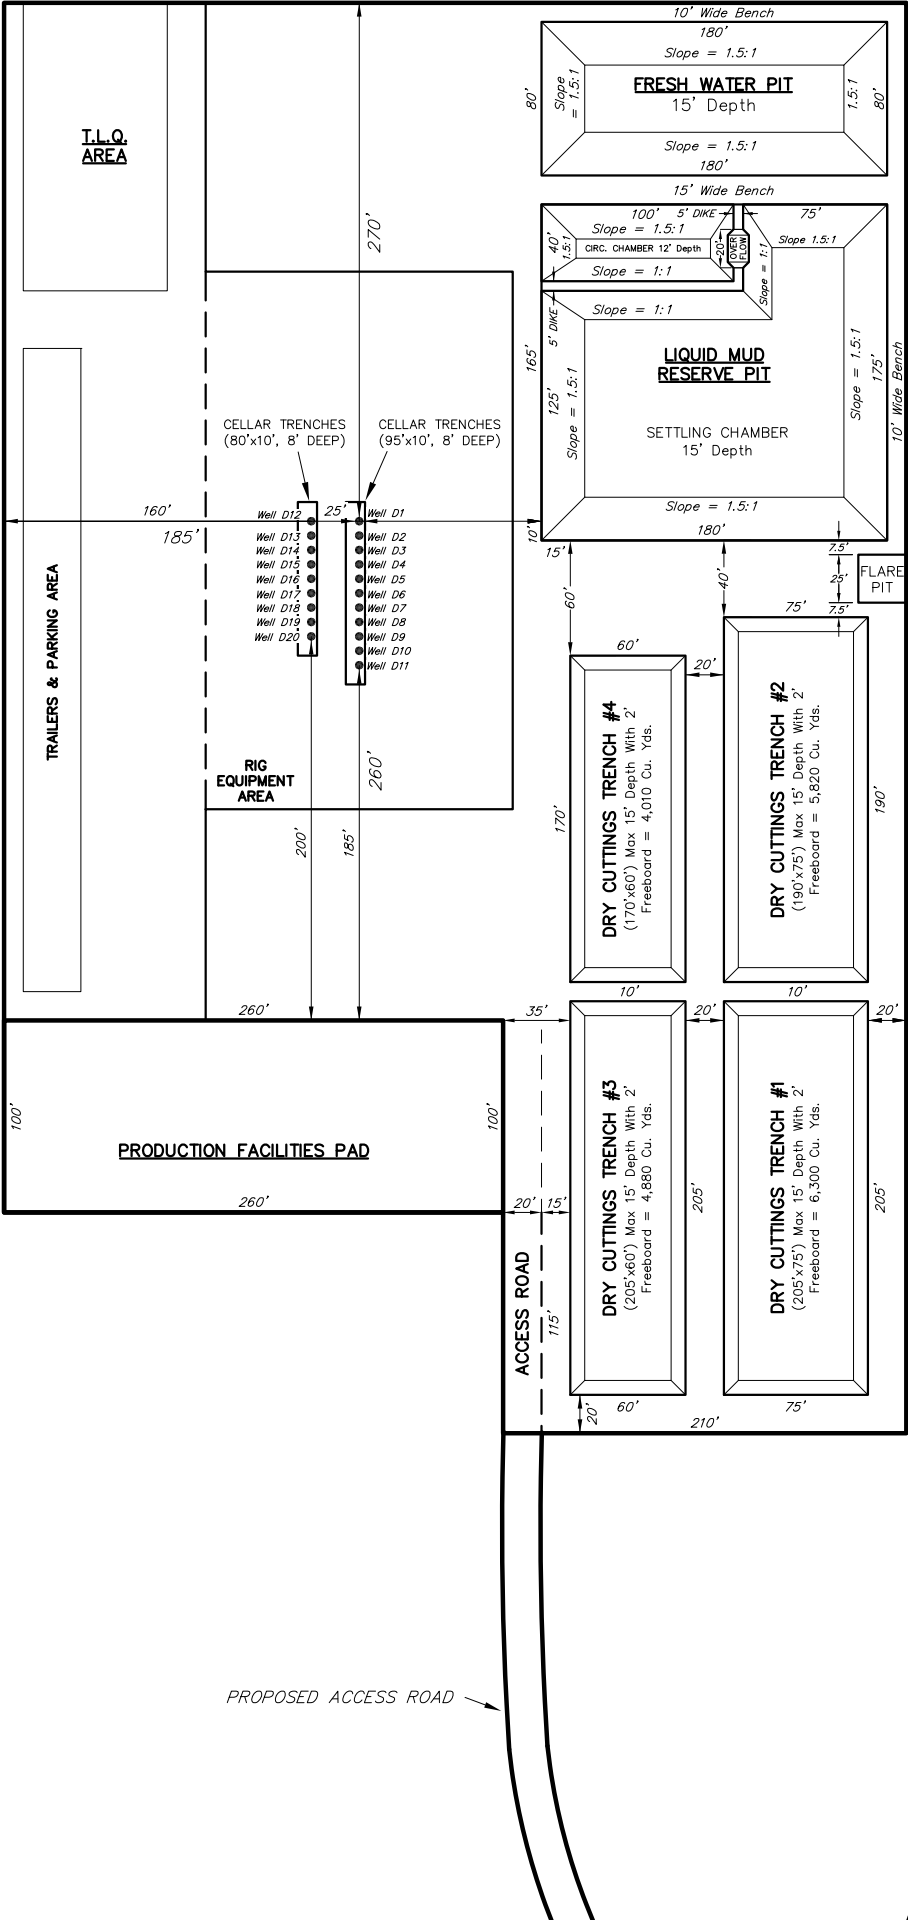 10' Wide Bench
180'
Slope = 1.5:1
80'
Slope
= 1.5:1
FRESH WATER PIT
15' Depth
1.5:1
80'
Slope = 1.5:1
180'
15' Wide Bench
T.L.Q.
AREA
270'
100'
5' DIKE
75'
Slope = 1.5:1
40'
1.5:1
CIRC. CHAMBER 12' Depth
20'
OVER
FLOW
Slope 1.5:1
Slope = 1:1
Slope = 1:1
Slope = 1:1
5' DIKE
165'
125'
Slope = 1.5:1
LIQUID MUD
RESERVE PIT
Slope = 1.5:1
175'
10' Wide Bench
SETTLING CHAMBER
15' Depth
Slope = 1.5:1
180'
CELLAR TRENCHES
(80'x10', 8' DEEP)
CELLAR TRENCHES
(95'x10', 8' DEEP)
160'
185'
25'
10'
15'
Well D12
Well D13
Well D14
Well D15
Well D16
Well D17
Well D18
Well D19
Well D20
Well D1
Well D2
Well D3
Well D4
Well D5
Well D6
Well D7
Well D8
Well D9
Well D10
Well D11
60'
40'
7.5'
25'
7.5'
FLARE
PIT
TRAILERS & PARKING AREA
RIG
EQUIPMENT
AREA
260'
200'
185'
60'
20'
75'
170'
DRY CUTTINGS TRENCH #4
(170'x60') Max 15' Depth With 2'
Freeboard = 4,010 Cu. Yds.
DRY CUTTINGS TRENCH #2
(190'x75') Max 15' Depth With 2'
Freeboard = 5,820 Cu. Yds.
190'
10'
10'
260'
35'
20'
20'
100'
PRODUCTION FACILITIES PAD
100'
260'
20'
15'
ACCESS ROAD
115'
DRY CUTTINGS TRENCH #3
(205'x60') Max 15' Depth With 2'
Freeboard = 4,880 Cu. Yds.
205'
DRY CUTTINGS TRENCH #1
(205'x75') Max 15' Depth With 2'
Freeboard = 6,300 Cu. Yds.
205'
20'
60'
75'
210'
PROPOSED ACCESS ROAD